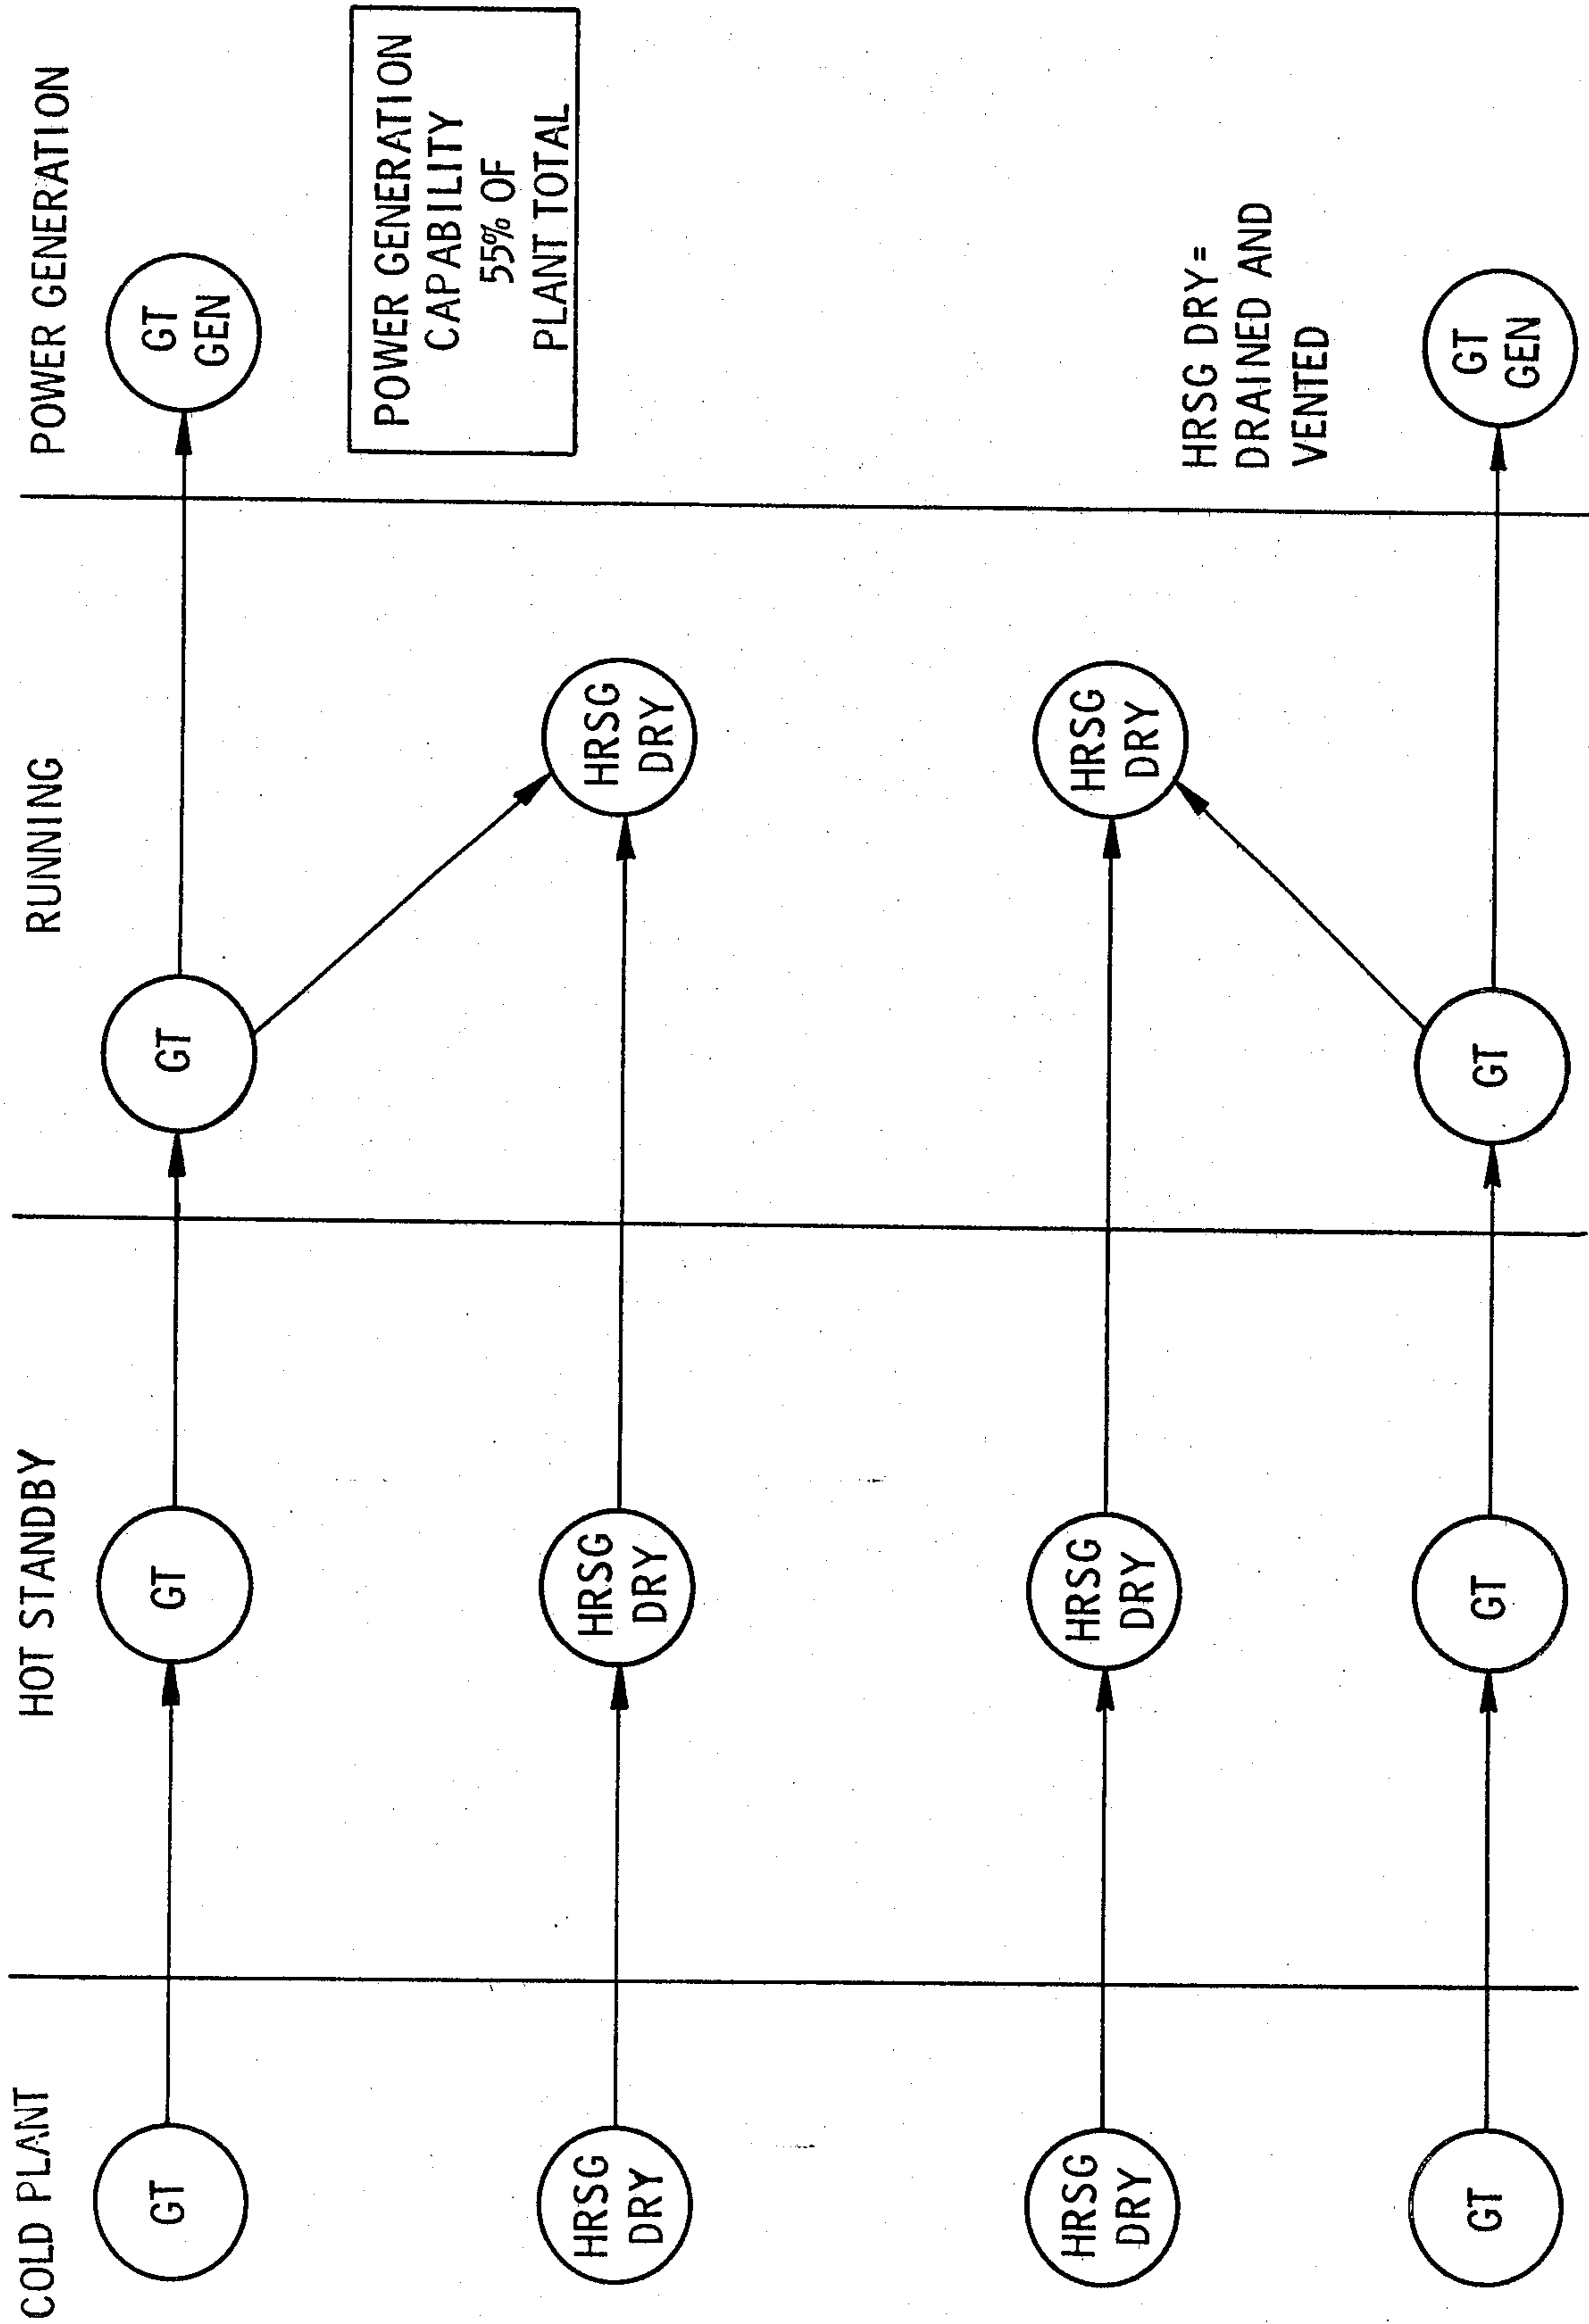 COLD PLANT
HOT STANDBY
RUNNING
POWER GENERATION
GT
GT
GT
GT
GEN
POWER GENERATION
CAPABILITY
55% OF
PLANT TOTAL
HRSG
DRY
HRSG
DRY
HRSG
DRY
HRSG
DRY
HRSG
DRY
HRSG
DRY
HRSG DRY=
DRAINED AND
VENTED
GT
GT
GT
GT
GEN